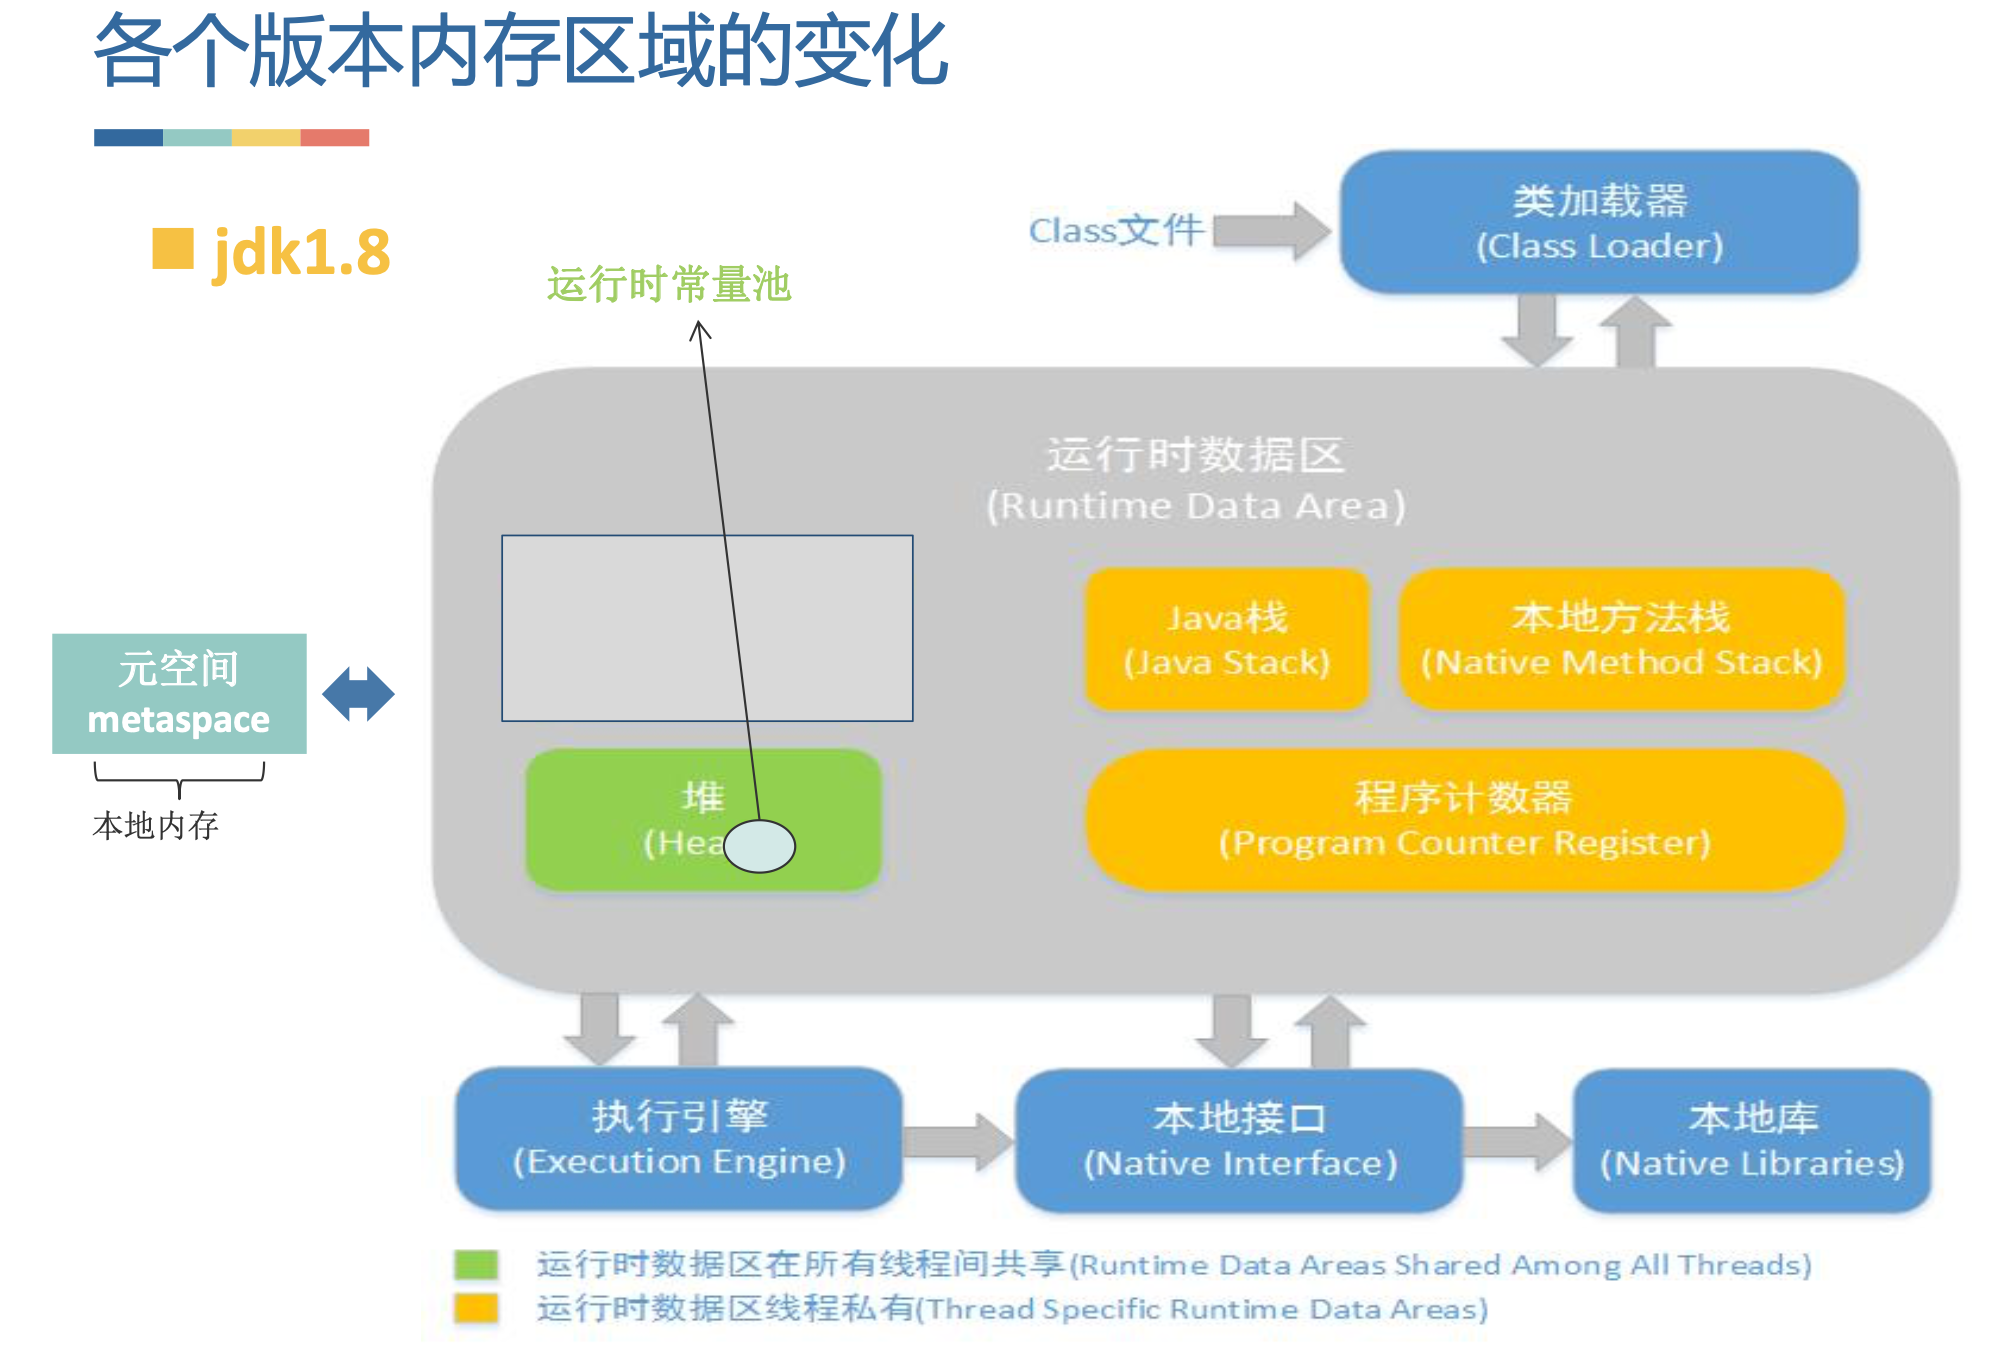 各个版本内存区域的变化
jdk1.8
运行时常量池
Class文件
类加载器
(Class Loader)
运行时数据区
(Runtime Data Area)
元空间
metaspace
本地内存
Java栈
(Java Stack)
本地方法栈
(Native Method Stack)
堆
(Hea
程序计数器
(Program Counter Register)
执行引擎
(Execution Engine)
本地接口
(Native Interface)
本地库
(Native Libraries)
运行时数据区在所有线程间共享(Runtime Data Areas Shared Among All Threads)
运行时数据区线程私有(Thread Specific Runtime Data Areas)